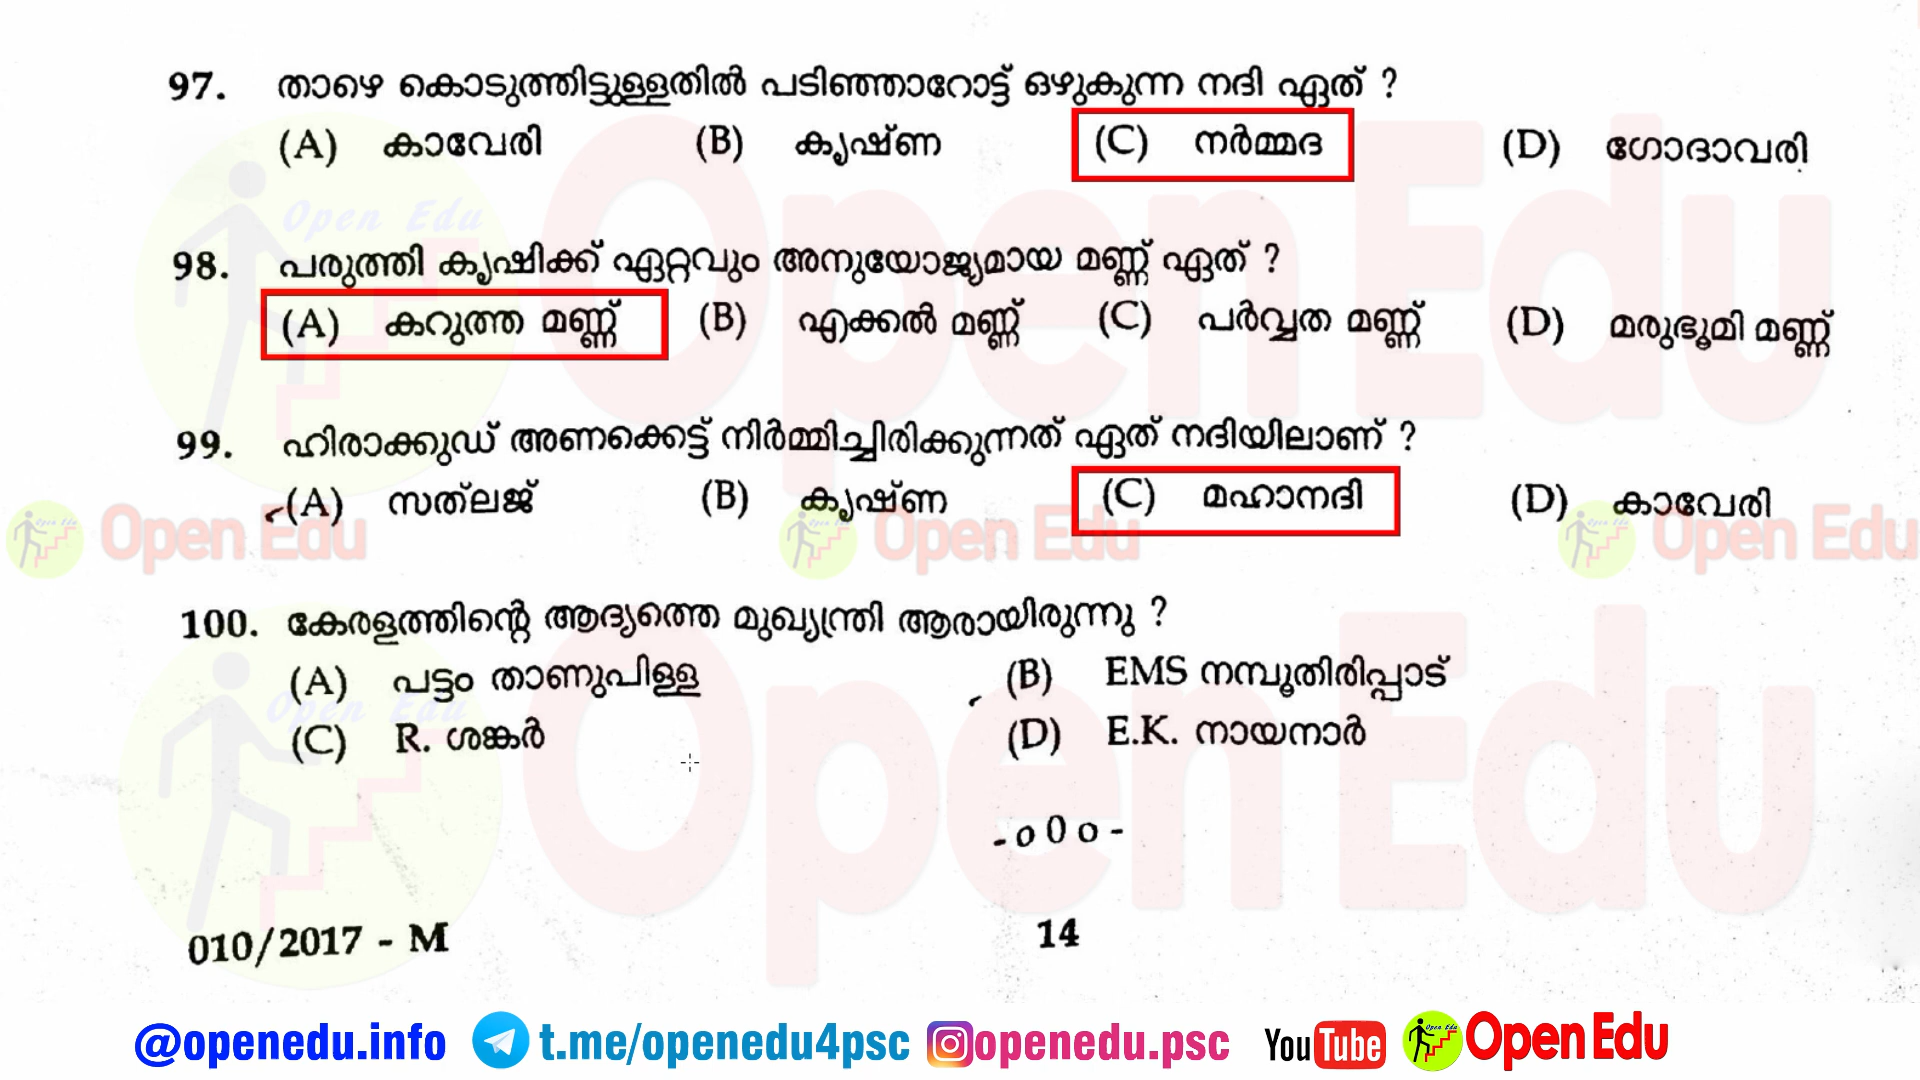 97. താഴെ കൊടുത്തിട്ടുള്ളതിൽ പടിഞ്ഞാറോട്ട് ഒഴുകുന്ന നദി ഏത് ?
(A) കാവേരി (B) കൃഷ്ണ (C) നർമ്മദ (D) ഗോദാവരി
98. പരുത്തി കൃഷിക്ക് ഏറ്റവും അനുയോജ്യമായ മണ്ണ് ഏത് ?
(A) കറുത്ത മണ്ണ് (B) എക്കൽ മണ്ണ് (C) പർവ്വത മണ്ണ് (D) മരുഭൂമി മണ്ണ്
99. ഹിരാക്കുഡ് അണക്കെട്ട് നിർമ്മിച്ചിരിക്കുന്നത് ഏത് നദിയിലാണ് ?
(A) സത്‌ലജ് (B) കൃഷ്ണ (C) മഹാനദി (D) കാവേരി
Open Edu Open Edu Open Edu
100. കേരളത്തിന്റെ ആദ്യത്തെ മുഖ്യന്ത്രി ആരായിരുന്നു ?
(A) പട്ടം താണുപിള്ള (B) EMS നമ്പൂതിരിപ്പാട്
(C) R. ശങ്കർ (D) E.K. നായനാർ
- o 0 o -
010/2017 - M 14
@openedu.info t.me/openedu4psc openedu.psc YouTube Open Edu